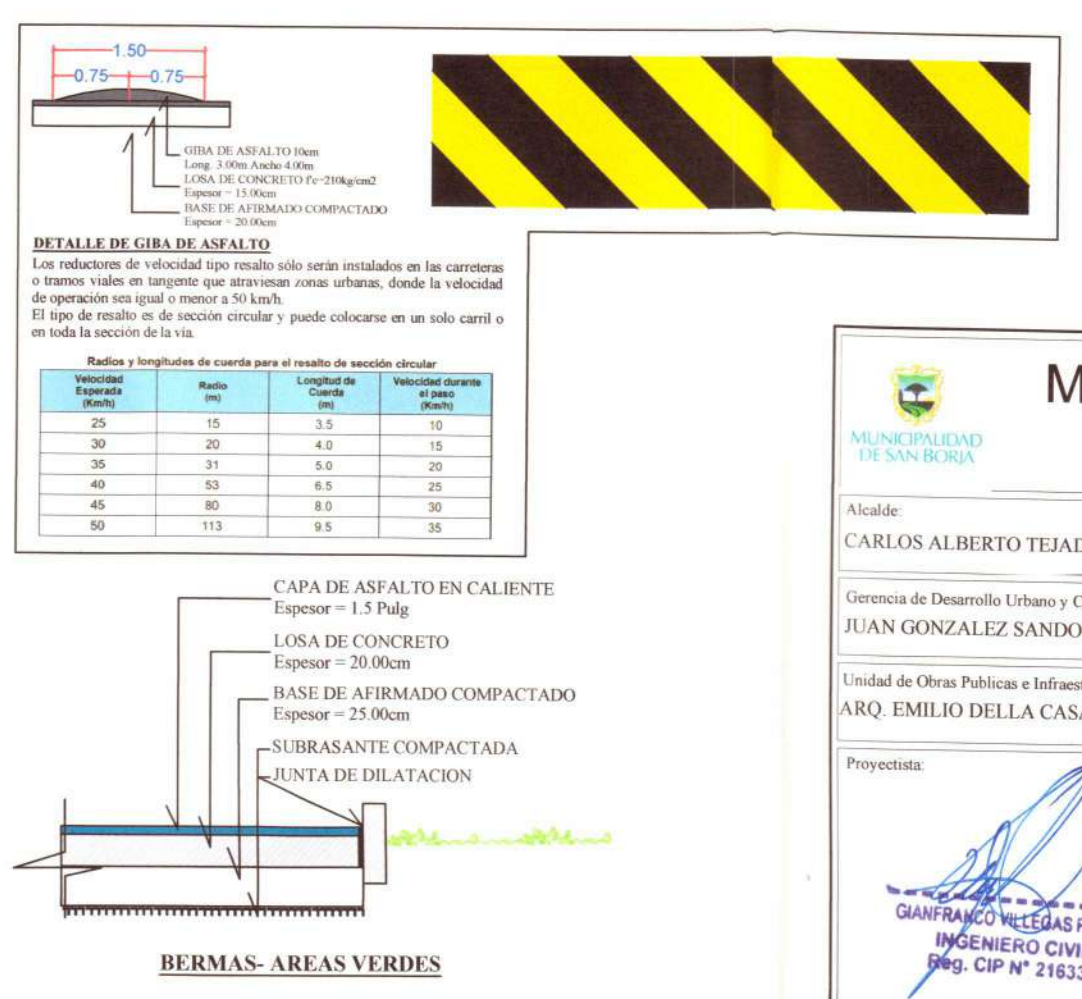 1.50
0.75 0.75
GIBA DE ASFALTO 10cm
Long. 3.00m Ancho 4.00m
LOSA DE CONCRETO f'c=210kg/cm2
Espesor = 15.00cm
BASE DE AFIRMADO COMPACTADO
Espesor = 20.00cm
DETALLE DE GIBA DE ASFALTO
Los reductores de velocidad tipo resalto sólo serán instalados en las carreteras
o tramos viales en tangente que atraviesan zonas urbanas, donde la velocidad
de operación sea igual o menor a 50 km/h.
El tipo de resalto es de sección circular y puede colocarse en un solo carril o
en toda la sección de la vía.
Radios y longitudes de cuerda para el resalto de sección circular
Velocidad Esperada (Km/h) Radio (m) Longitud de Cuerda (m) Velocidad durante el paso (Km/h)
25 15 3.5 10
30 20 4.0 15
35 31 5.0 20
40 53 6.5 25
45 80 8.0 30
50 113 9.5 35
CAPA DE ASFALTO EN CALIENTE
Espesor = 1.5 Pulg
LOSA DE CONCRETO
Espesor = 20.00cm
BASE DE AFIRMADO COMPACTADO
Espesor = 25.00cm
SUBRASANTE COMPACTADA
JUNTA DE DILATACION
BERMAS- AREAS VERDES
M
MUNICIPALIDAD
DE SAN BORJA
Alcalde:
CARLOS ALBERTO TEJAD
Gerencia de Desarrollo Urbano y C
JUAN GONZALEZ SANDO
Unidad de Obras Publicas e Infraest
ARQ. EMILIO DELLA CASA
Proyectista:
GIANFRANCO VILLEGAS
INGENIERO CIVI
Reg. CIP N° 21633